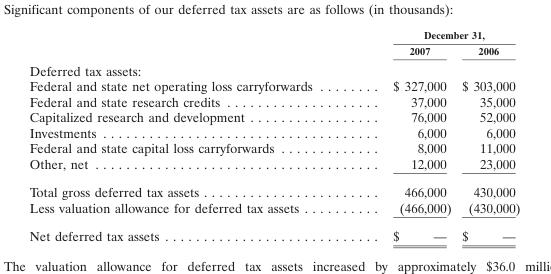 Significant components of our deferred tax assets are as follows (in thousands):
December 31,
2007 2006
Deferred tax assets:
Federal and state net operating loss carryforwards ........ $ 327,000 $ 303,000
Federal and state research credits .................... 37,000 35,000
Capitalized research and development ................. 76,000 52,000
Investments .................................... 6,000 6,000
Federal and state capital loss carryforwards ............. 8,000 11,000
Other, net ..................................... 12,000 23,000
Total gross deferred tax assets ....................... 466,000 430,000
Less valuation allowance for deferred tax assets .......... (466,000) (430,000)
Net deferred tax assets ............................ $ — $ —
The valuation allowance for deferred tax assets increased by approximately $36.0